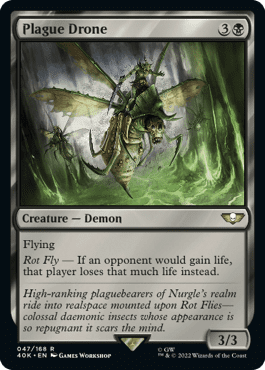 Plague Drone 3
Creature — Demon
Flying
Rot Fly — If an opponent would gain life,
that player loses that much life instead.
High-ranking plaguebearers of Nurgle's realm
ride into realspace mounted upon Rot Flies—
colossal daemonic insects whose appearance is
so repugnant it scars the mind.
3/3
047/168 R
40K • EN GAMES WORKSHOP
© GW
™ & © 2022 Wizards of the Coast